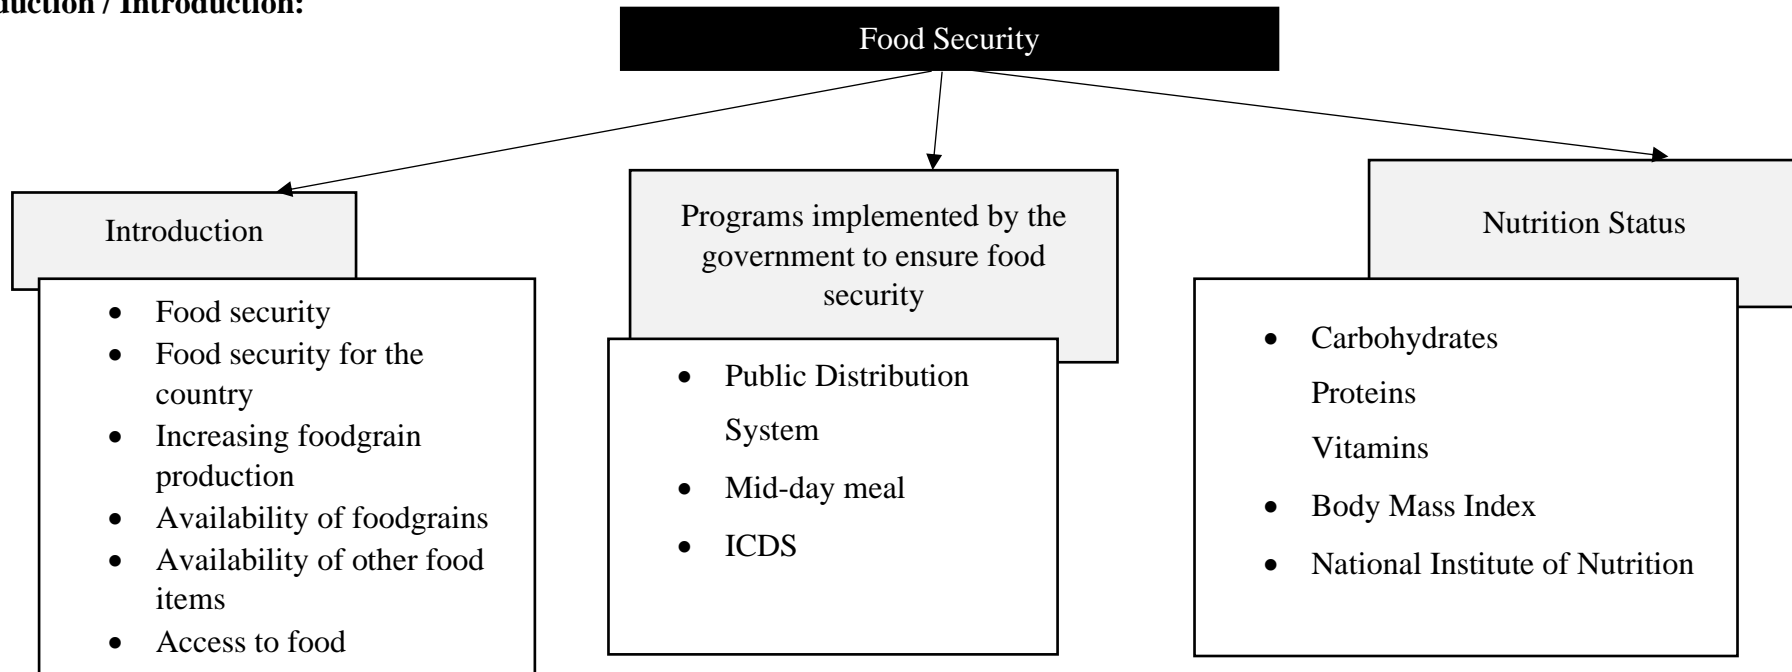 duction / Introduction:
Food Security
Introduction
• Food security
• Food security for the
country
• Increasing foodgrain
production
• Availability of foodgrains
• Availability of other food
items
• Access to food
Programs implemented by the
government to ensure food
security
• Public Distribution
System
• Mid-day meal
• ICDS
Nutrition Status
• Carbohydrates
Proteins
Vitamins
• Body Mass Index
• National Institute of Nutrition